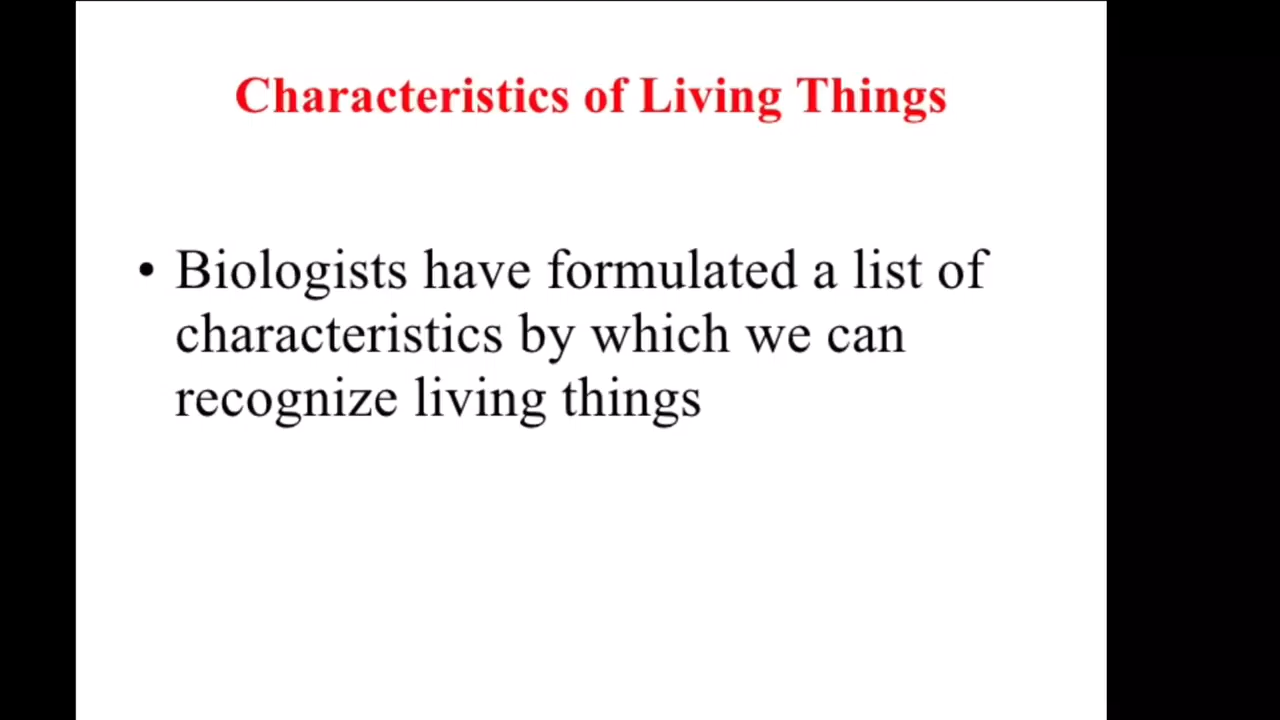 Characteristics of Living Things
• Biologists have formulated a list of
characteristics by which we can
recognize living things